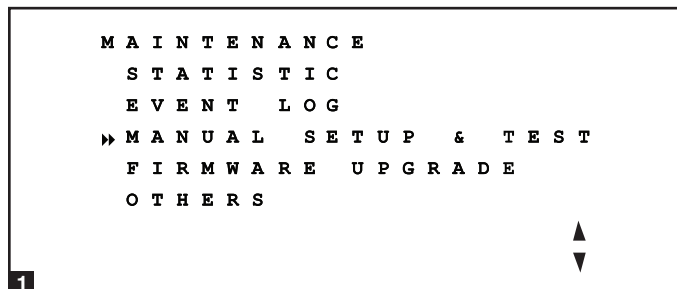 MAINTENANCE
STATISTIC
EVENT LOG
MANUAL SETUP & TEST
FIRMWARE UPGRADE
OTHERS
1